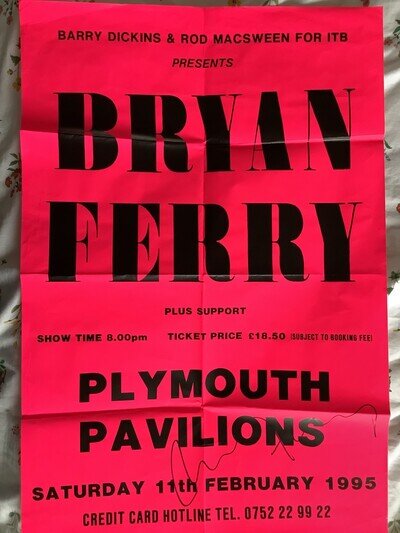 BARRY DICKINS & ROD MACSWEEN FOR ITB
PRESENTS
BRYAN
FERRY
PLUS SUPPORT
SHOW TIME 8.00pm TICKET PRICE £18.50 (SUBJECT TO BOOKING FEE)
PLYMOUTH
PAVILIONS
SATURDAY 11th FEBRUARY 1995
CREDIT CARD HOTLINE TEL. 0752 22 99 22